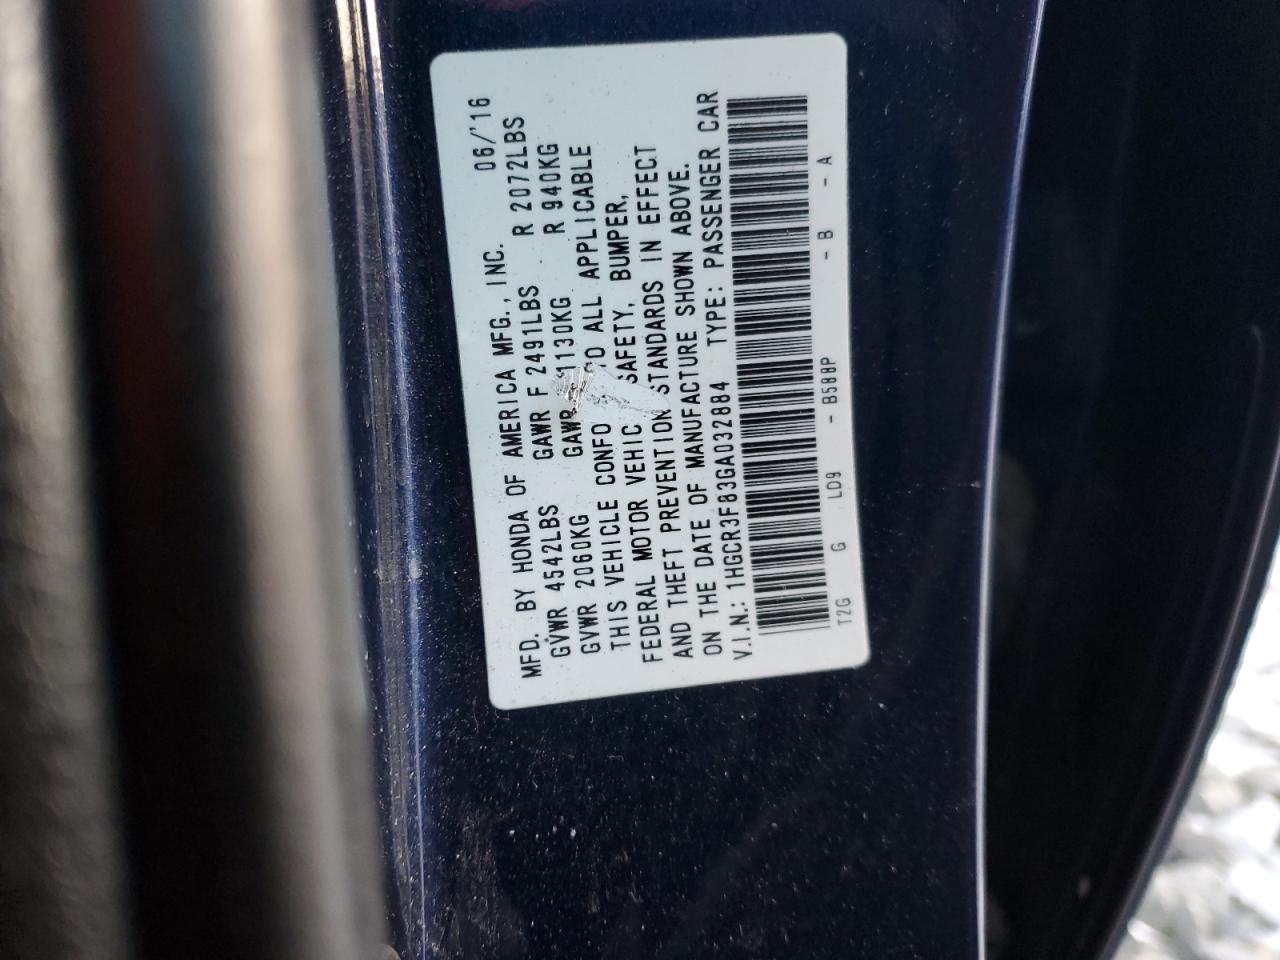 06/'16
MFD. BY HONDA OF AMERICA MFG., INC.
GVWR 4542LBS GAWR F 2491LBS R 2072LBS
GVWR 2060KG GAWR 1130KG R 940KG
THIS VEHICLE CONFO TO ALL APPLICABLE
FEDERAL MOTOR VEHIC SAFETY, BUMPER,
AND THEFT PREVENTION STANDARDS IN EFFECT
ON THE DATE OF MANUFACTURE SHOWN ABOVE.
V.I.N.: 1HGCR3F83GA032884 TYPE: PASSENGER CAR
T2G G LD9 - B588P - B - A